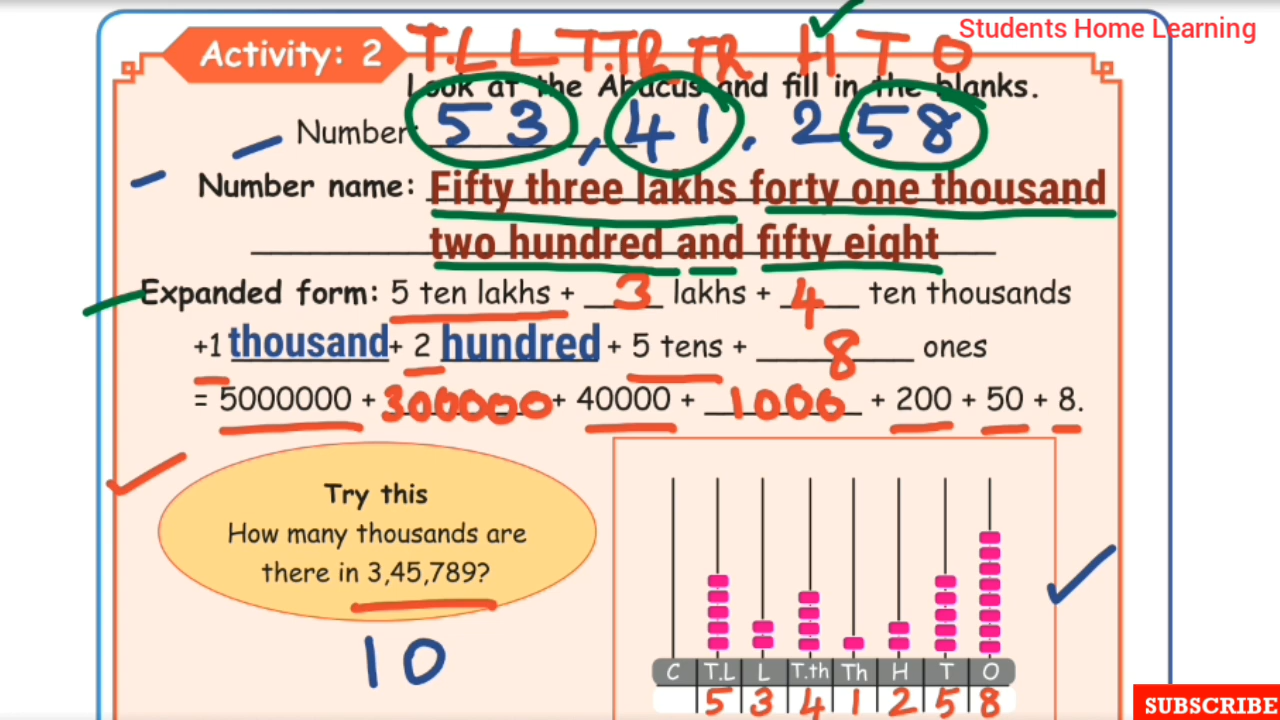 Students Home Learning
Activity: 2
T.L L T.TR TR H T O
Look at the Abacus and fill in the blanks.
Number: 53,41,258
Number name: Fifty three lakhs forty one thousand
two hundred and fifty eight
Expanded form: 5 ten lakhs + 3 lakhs + 4 ten thousands
+1 thousand + 2 hundred + 5 tens + 8 ones
= 5000000 + 300000 + 40000 + 1000 + 200 + 50 + 8.
Try this
How many thousands are
there in 3,45,789?
10
C T.L L T.th Th H T O
5 3 4 1 2 5 8
SUBSCRIBE